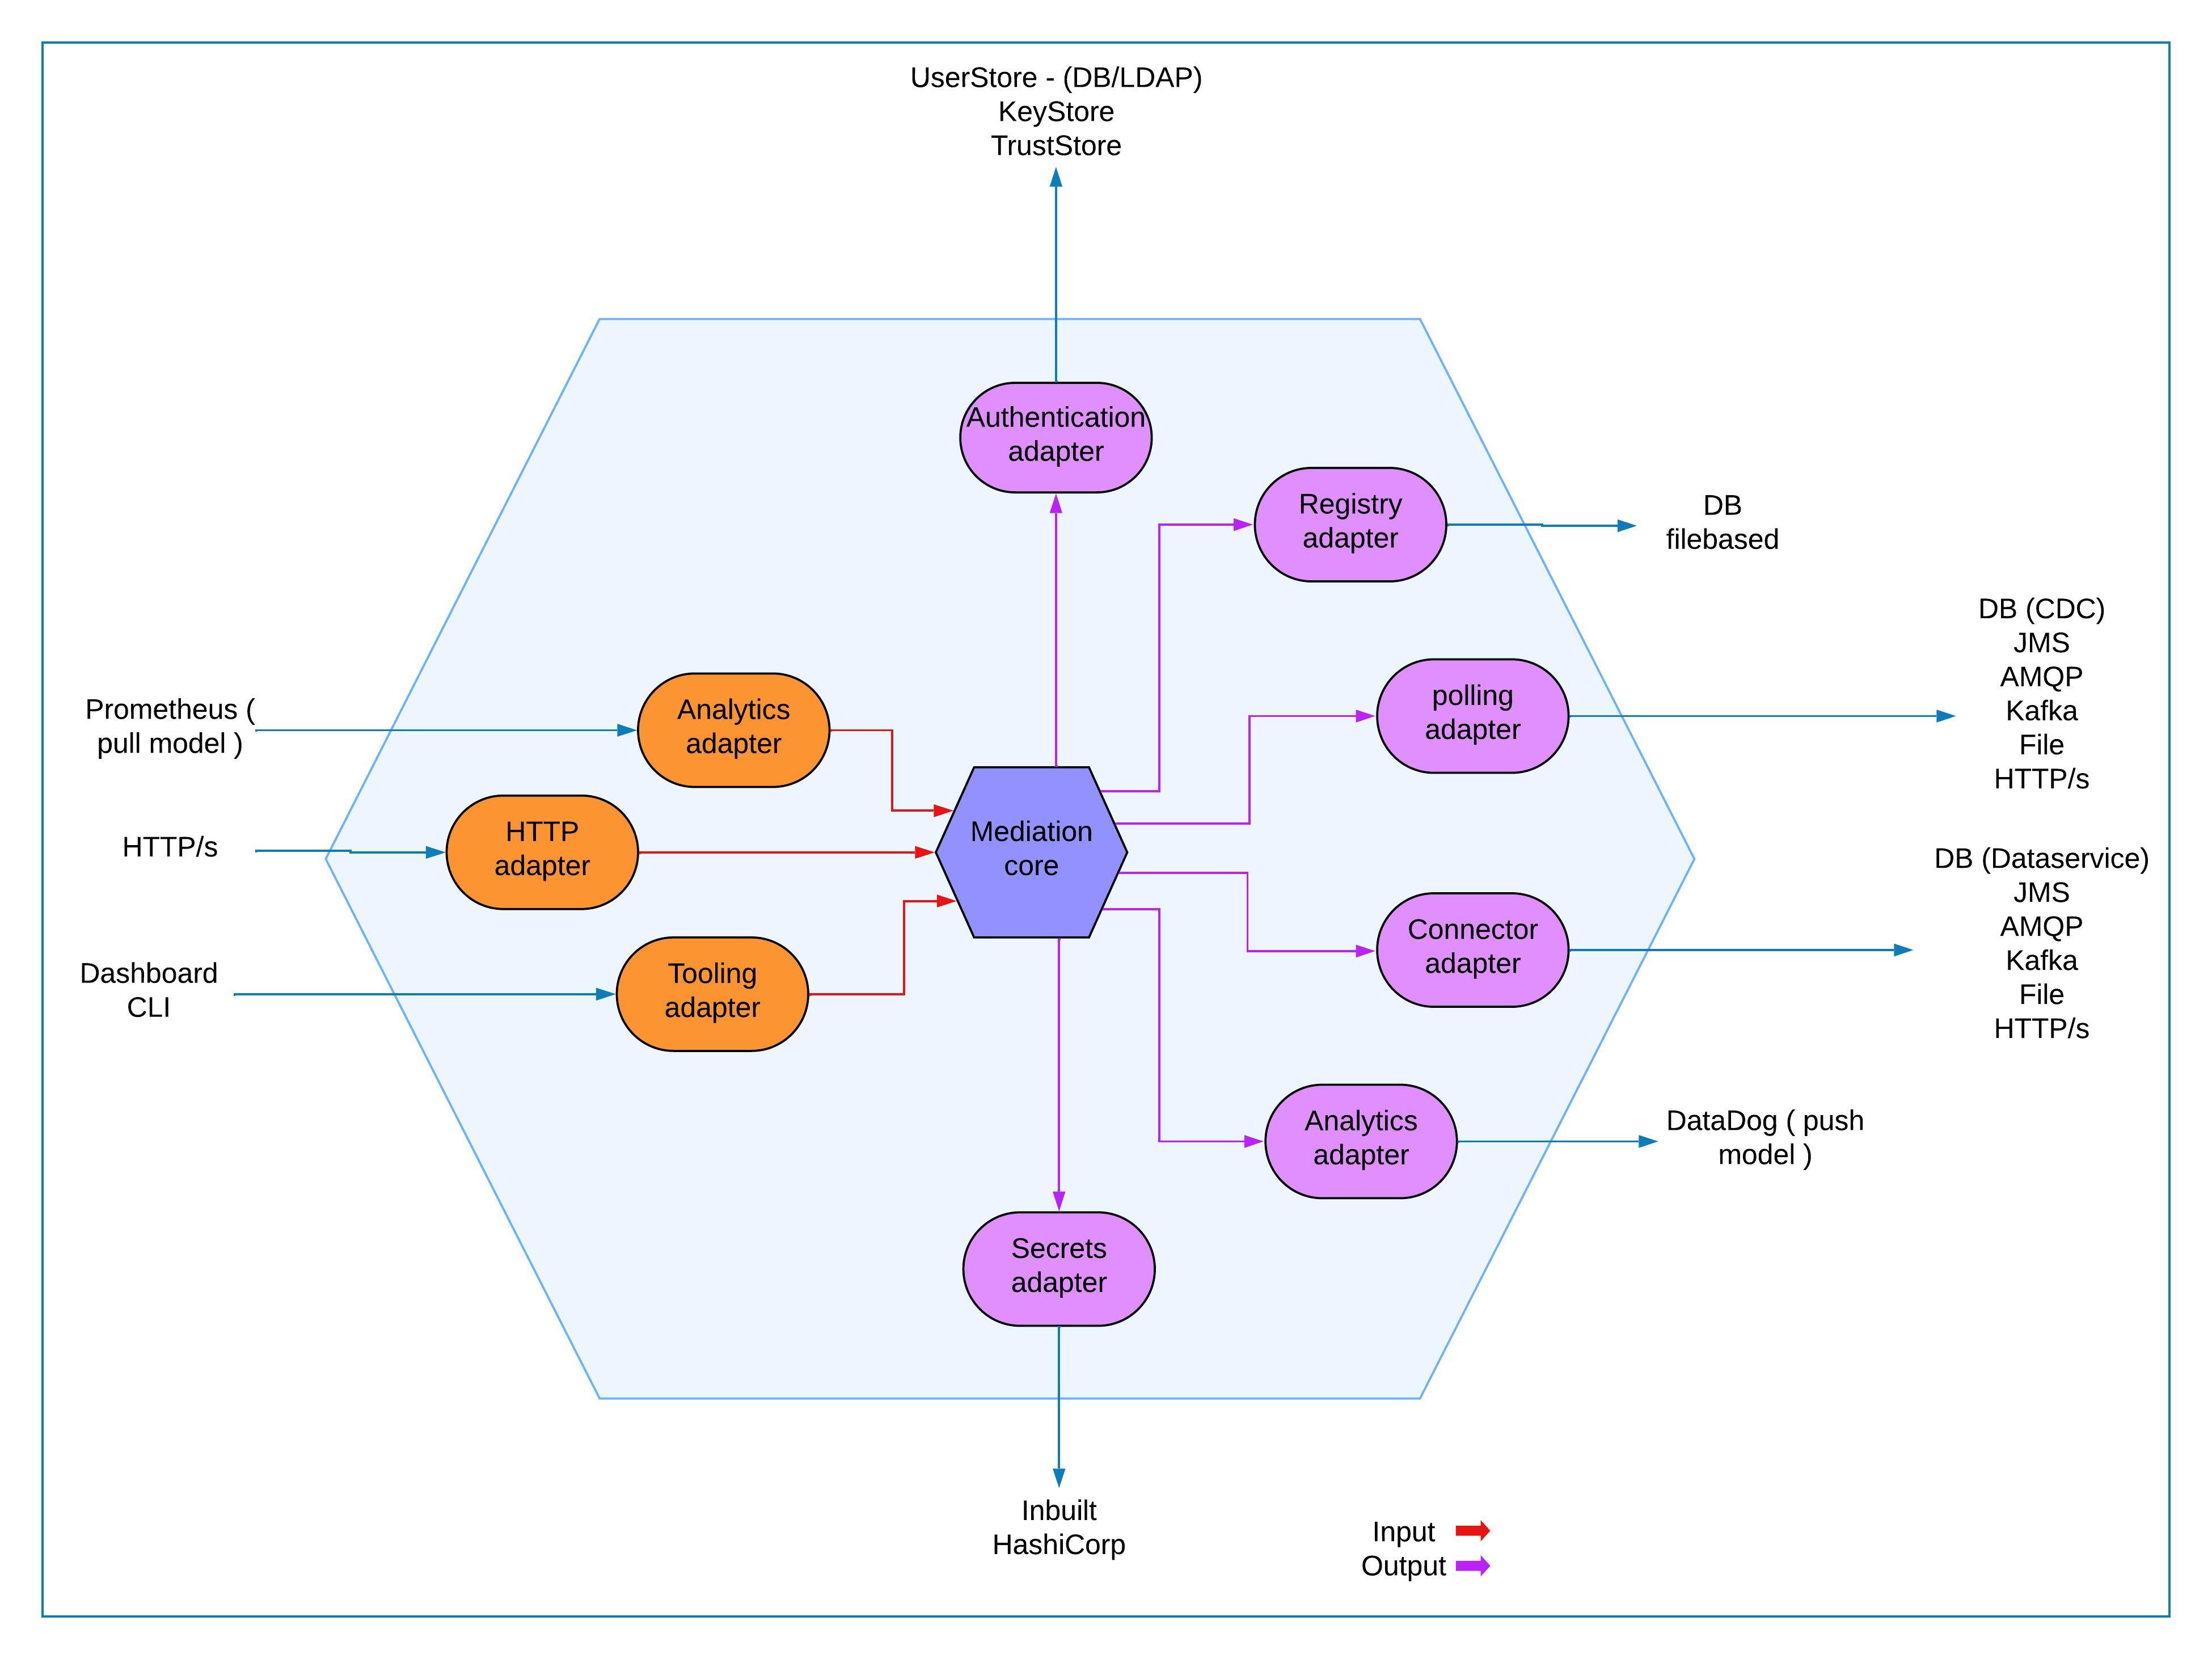 UserStore - (DB/LDAP)
KeyStore
TrustStore
Authentication
adapter
Registry
adapter
DB
filebased
DB (CDC)
JMS
AMQP
Kafka
File
HTTP/s
polling
adapter
Prometheus (
pull model )
Analytics
adapter
HTTP/s
HTTP
adapter
Mediation
core
DB (Dataservice)
JMS
AMQP
Kafka
File
HTTP/s
Connector
adapter
Dashboard
CLI
Tooling
adapter
Analytics
adapter
DataDog ( push
model )
Secrets
adapter
Inbuilt
HashiCorp
Input
Output